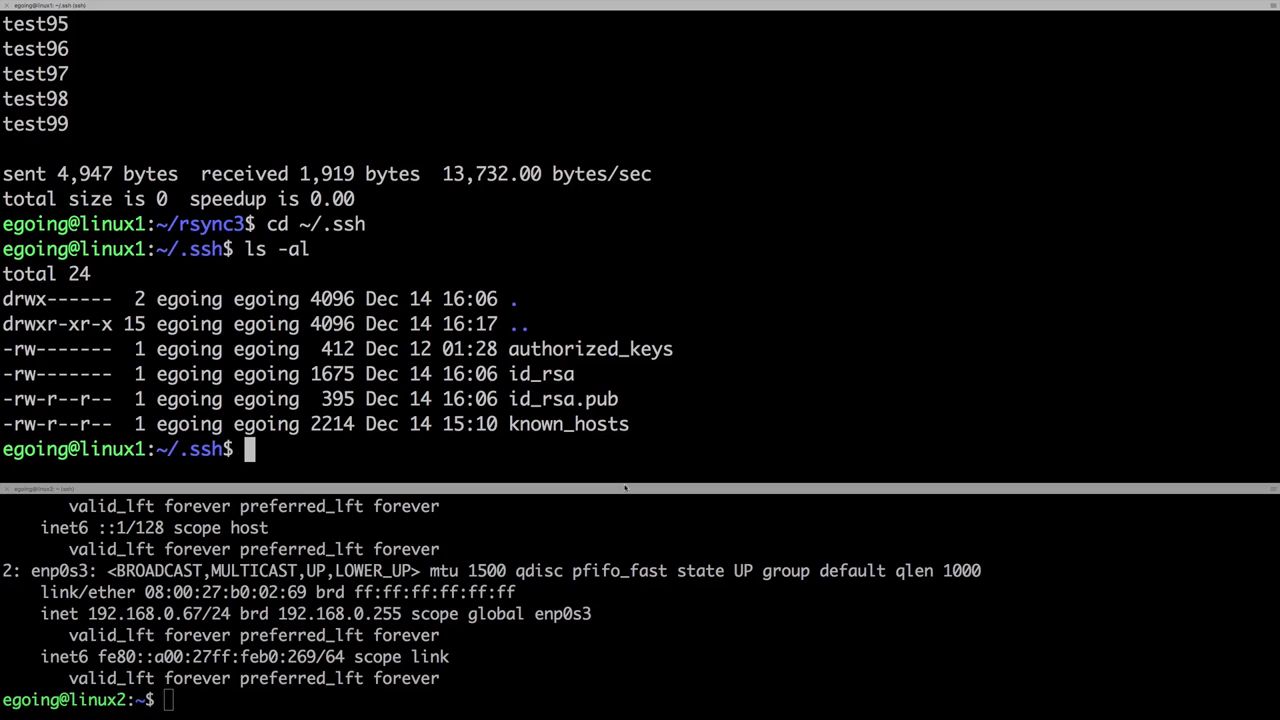 egoing@linux1: ~/.ssh (ssh)
test95
test96
test97
test98
test99
sent 4,947 bytes  received 1,919 bytes  13,732.00 bytes/sec
total size is 0  speedup is 0.00
egoing@linux1:~/rsync3$ cd ~/.ssh
egoing@linux1:~/.ssh$ ls -al
total 24
drwx------  2 egoing egoing 4096 Dec 14 16:06 .
drwxr-xr-x 15 egoing egoing 4096 Dec 14 16:17 ..
-rw-------  1 egoing egoing  412 Dec 12 01:28 authorized_keys
-rw-------  1 egoing egoing 1675 Dec 14 16:06 id_rsa
-rw-r--r--  1 egoing egoing  395 Dec 14 16:06 id_rsa.pub
-rw-r--r--  1 egoing egoing 2214 Dec 14 15:10 known_hosts
egoing@linux1:~/.ssh$
egoing@linux2: ~ (ssh)
valid_lft forever preferred_lft forever
inet6 ::1/128 scope host
valid_lft forever preferred_lft forever
2: enp0s3: <BROADCAST,MULTICAST,UP,LOWER_UP> mtu 1500 qdisc pfifo_fast state UP group default qlen 1000
link/ether 08:00:27:b0:02:69 brd ff:ff:ff:ff:ff:ff
inet 192.168.0.67/24 brd 192.168.0.255 scope global enp0s3
valid_lft forever preferred_lft forever
inet6 fe80::a00:27ff:feb0:269/64 scope link
valid_lft forever preferred_lft forever
egoing@linux2:~$